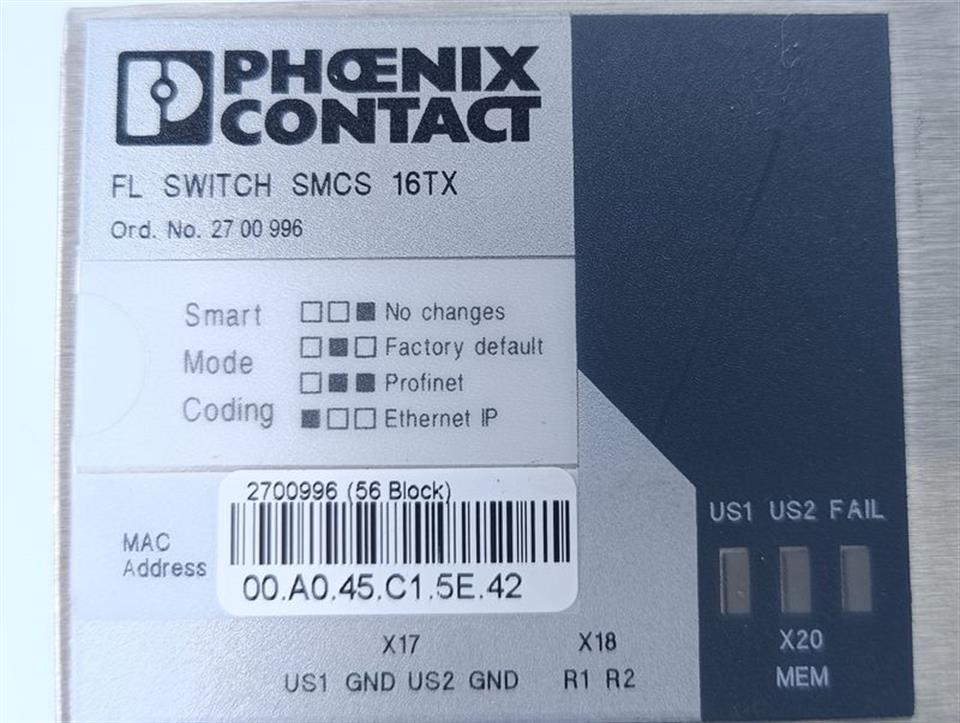 PHŒNIX
CONTACT
FL SWITCH SMCS 16TX
Ord. No. 27 00 996
Smart
Mode
Coding
□□■ No changes
□■□ Factory default
□■■ Profinet
■□□ Ethernet IP
2700996 (56 Block)
MAC
Address
00.A0.45.C1.5E.42
US1 US2 FAIL
X17 X18
US1 GND US2 GND R1 R2
X20
MEM